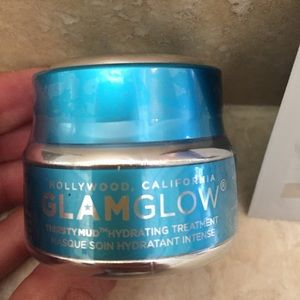 HOLLYWOOD, CALIFORNIA
GLAMGLOW®
THIRSTYMUD™ HYDRATING TREATMENT
MASQUE SOIN HYDRATANT INTENSE